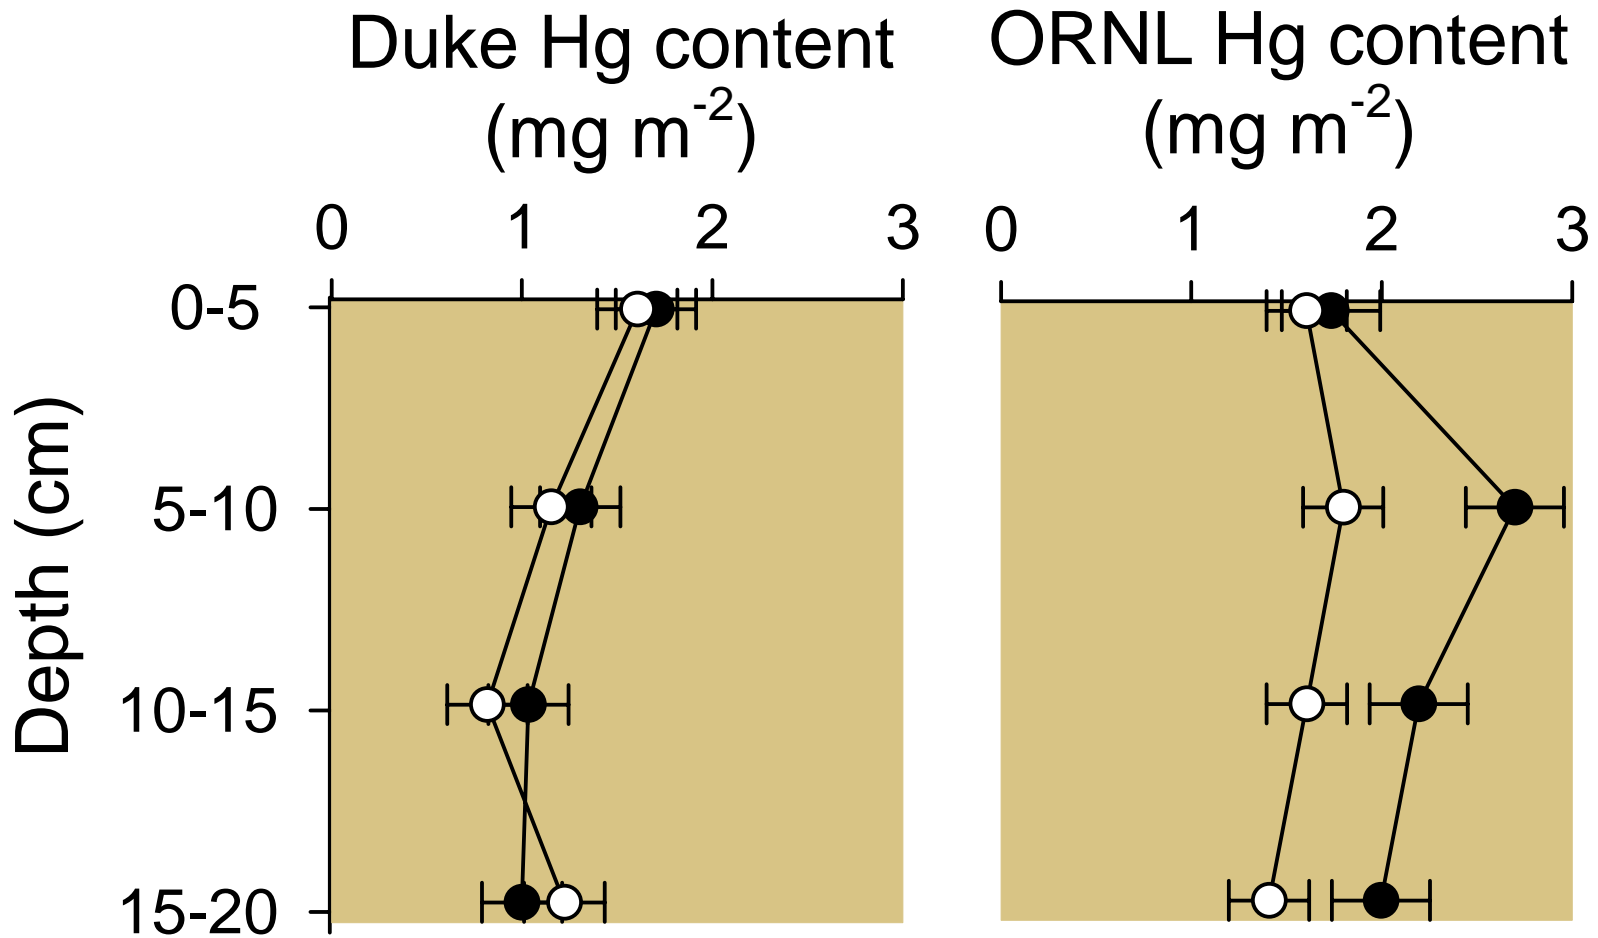 Duke Hg content
(mg m-2)
ORNL Hg content
(mg m-2)
0 1 2 3
0 1 2 3
Depth (cm)
0-5
5-10
10-15
15-20